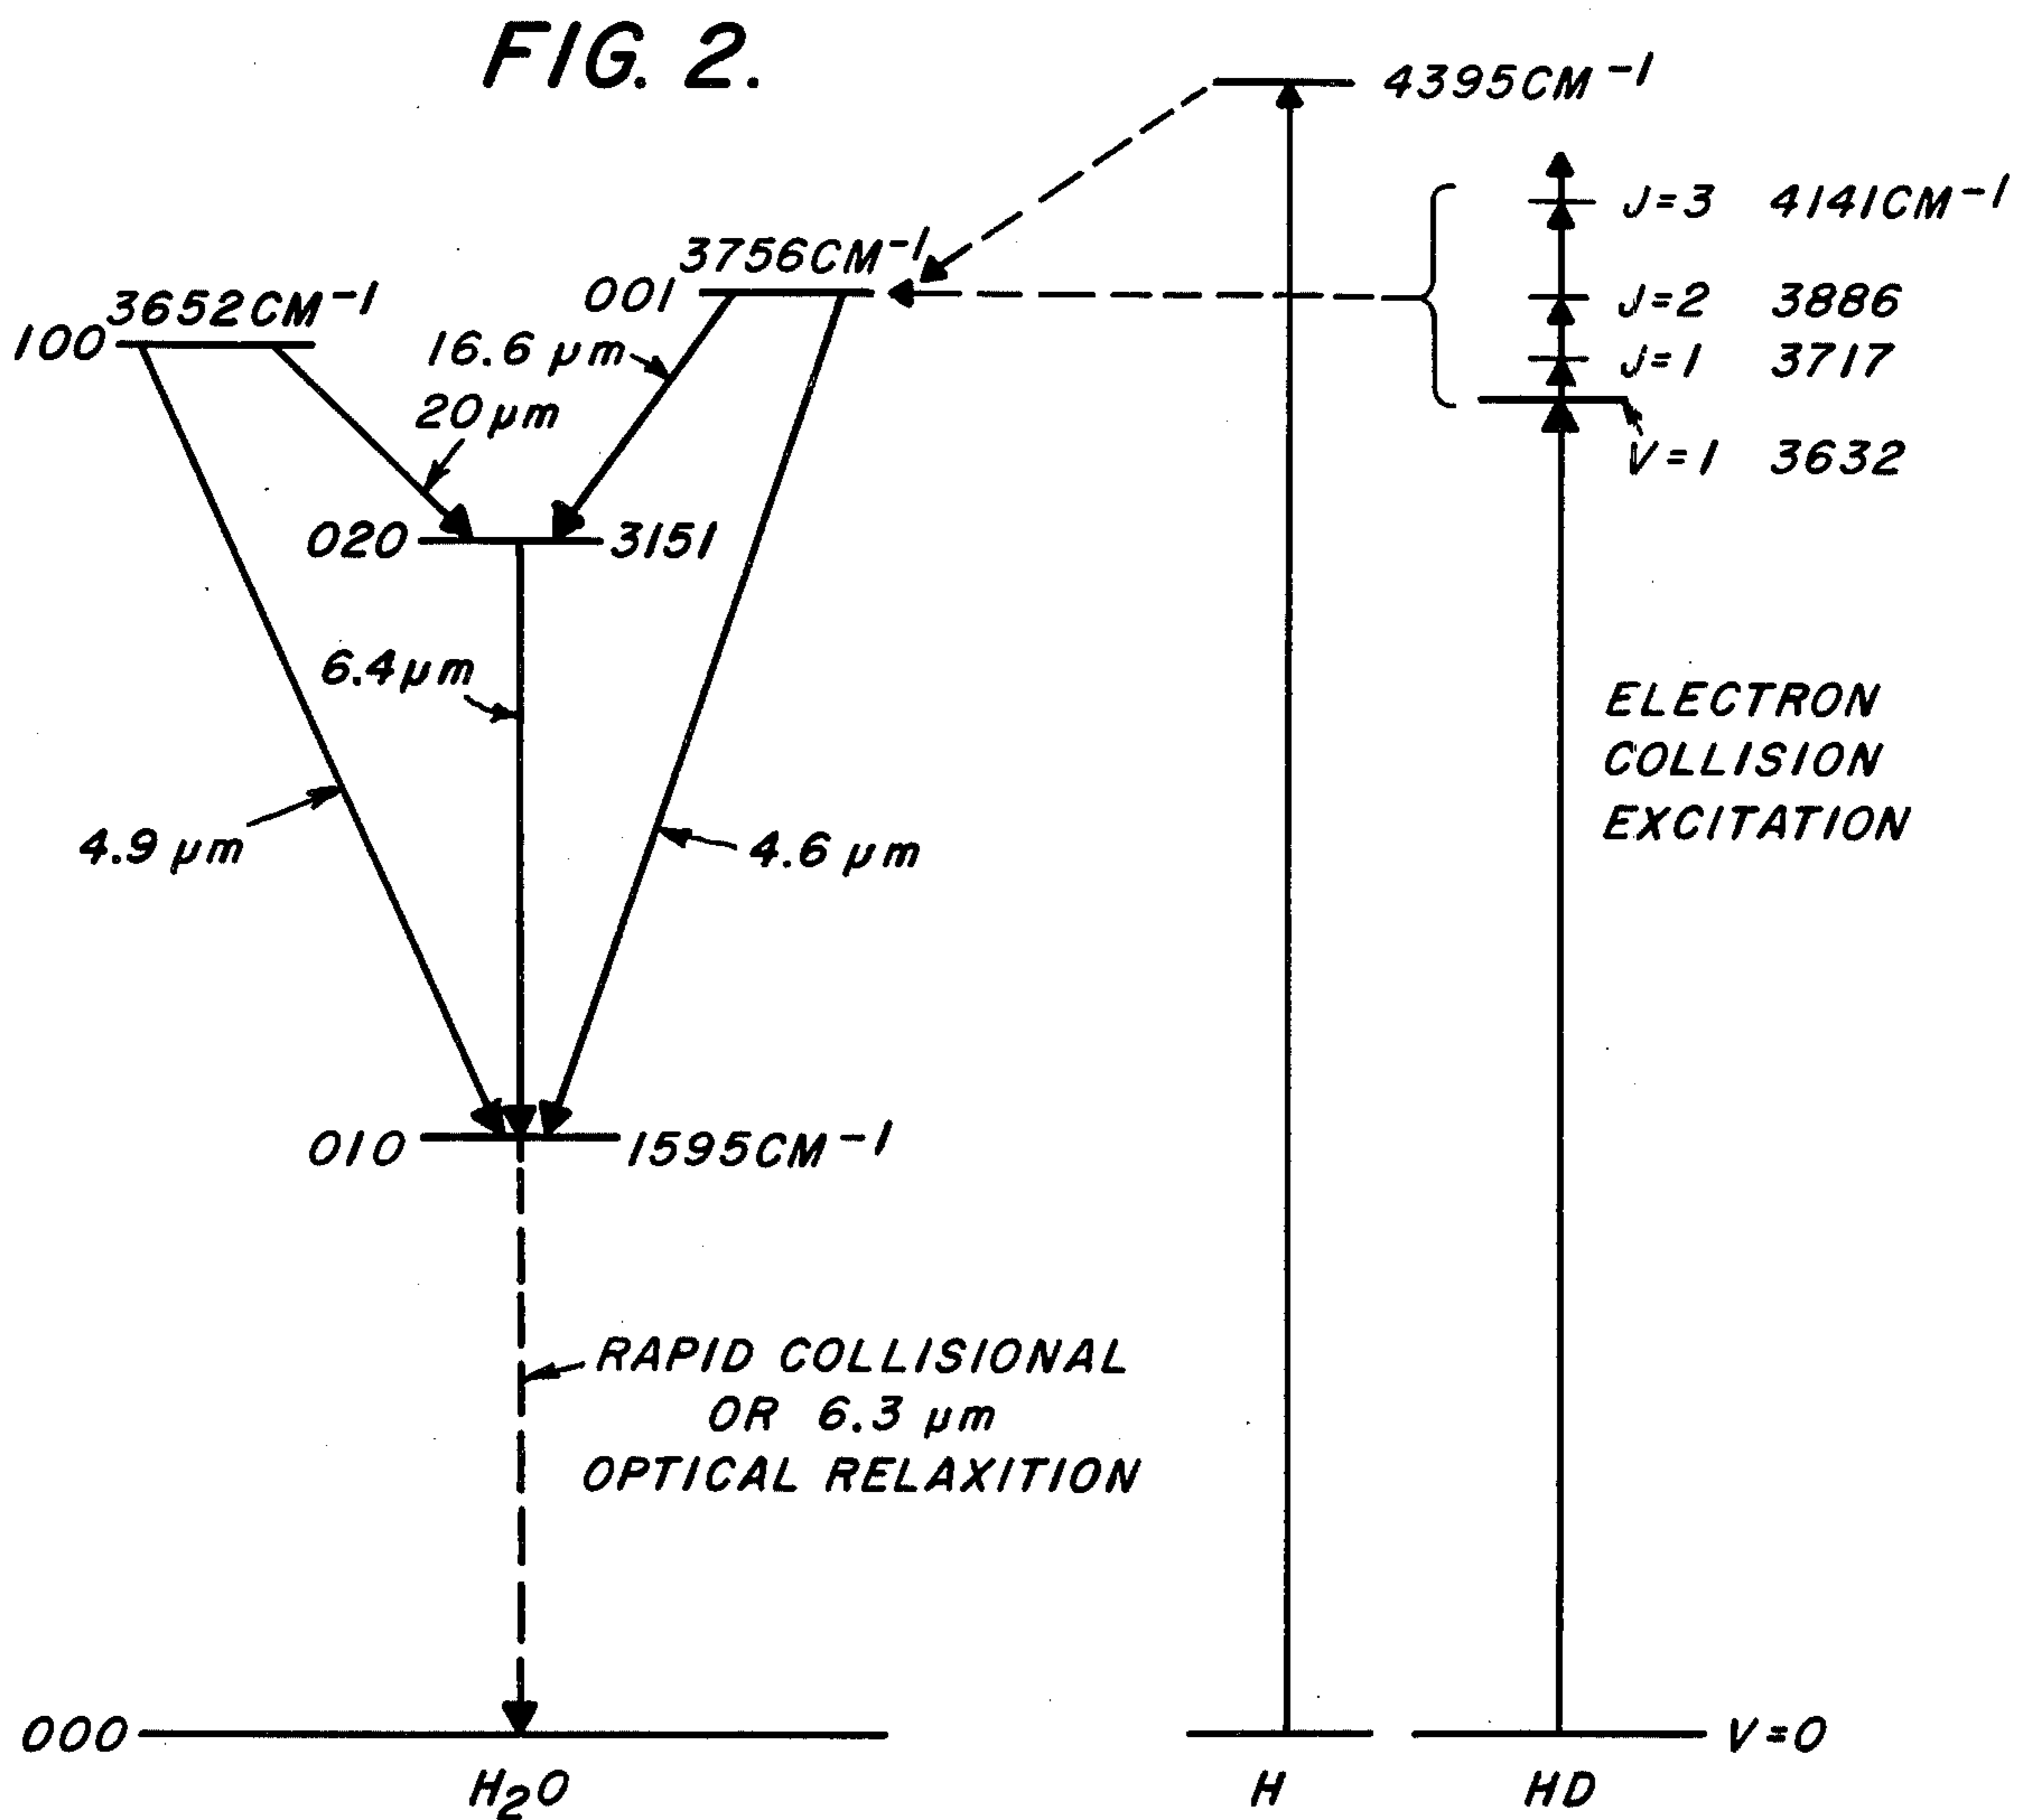 FIG. 2.
4395CM⁻¹
J=3 4141CM⁻¹
3756CM⁻¹
001
J=2 3886
3652CM⁻¹
100
16.6 µm
J=1 3717
20 µm
V=1 3632
020 3151
6.4µm
ELECTRON
COLLISION
EXCITATION
4.9 µm
4.6 µm
010 1595CM⁻¹
RAPID COLLISIONAL
OR 6.3 µm
OPTICAL RELAXITION
000
V=0
H₂O
H
HD